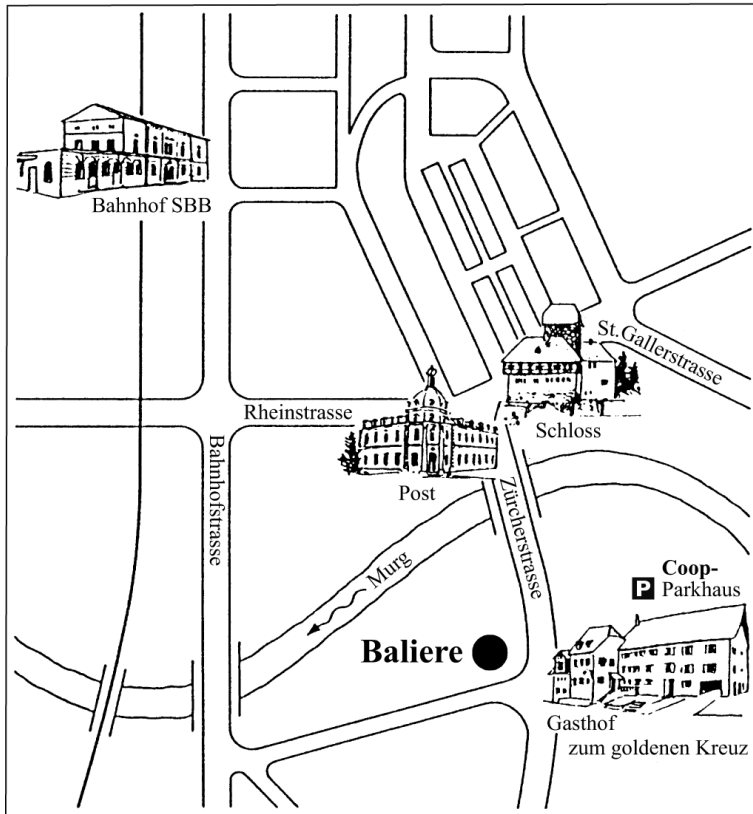 Bahnhof SBB
St. Gallerstrasse
Rheinstrasse
Schloss
Bahnhofstrasse
Post
Zürcherstrasse
Murg
Coop-
P Parkhaus
Baliere
Gasthof
zum goldenen Kreuz